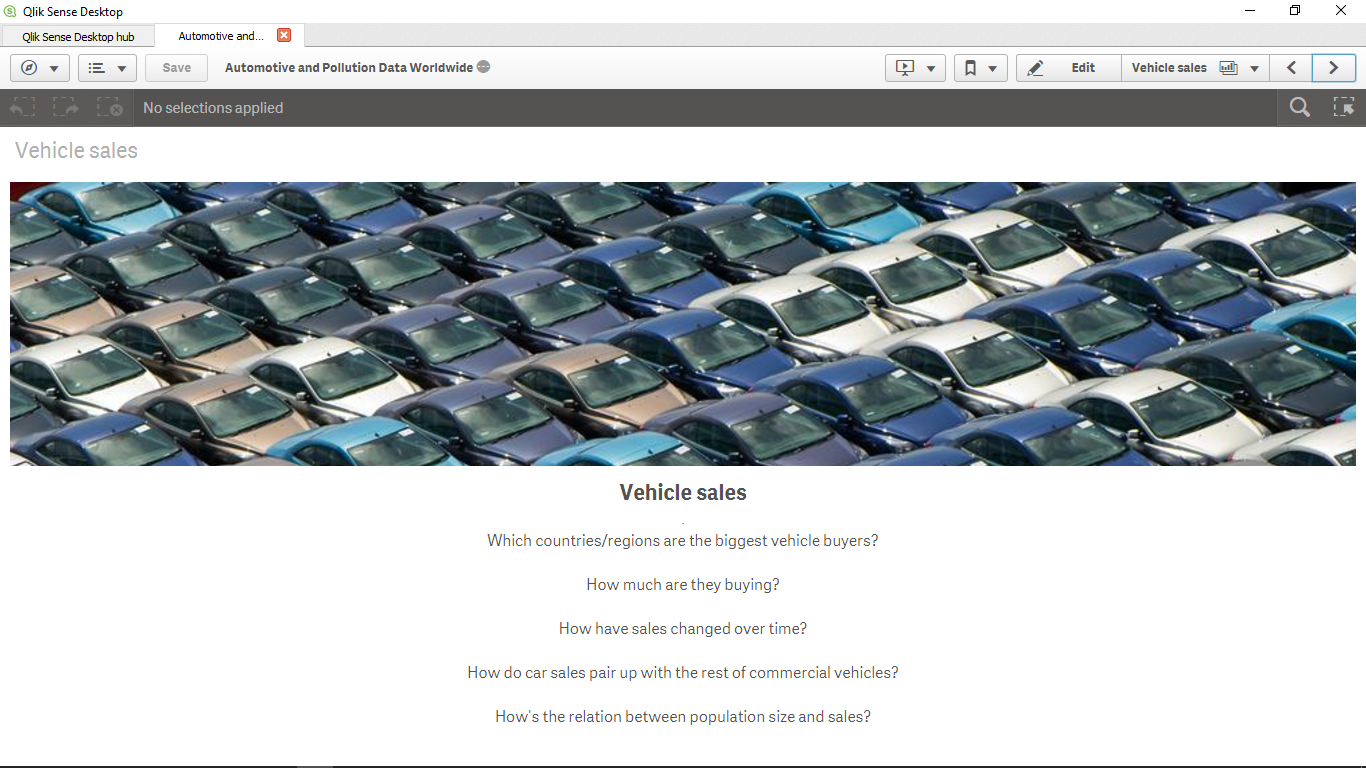 Qlik Sense Desktop
Qlik Sense Desktop hub
Automotive and...
Save
Automotive and Pollution Data Worldwide
Edit
Vehicle sales
No selections applied
Vehicle sales
Vehicle sales
.
Which countries/regions are the biggest vehicle buyers?
How much are they buying?
How have sales changed over time?
How do car sales pair up with the rest of commercial vehicles?
How's the relation between population size and sales?